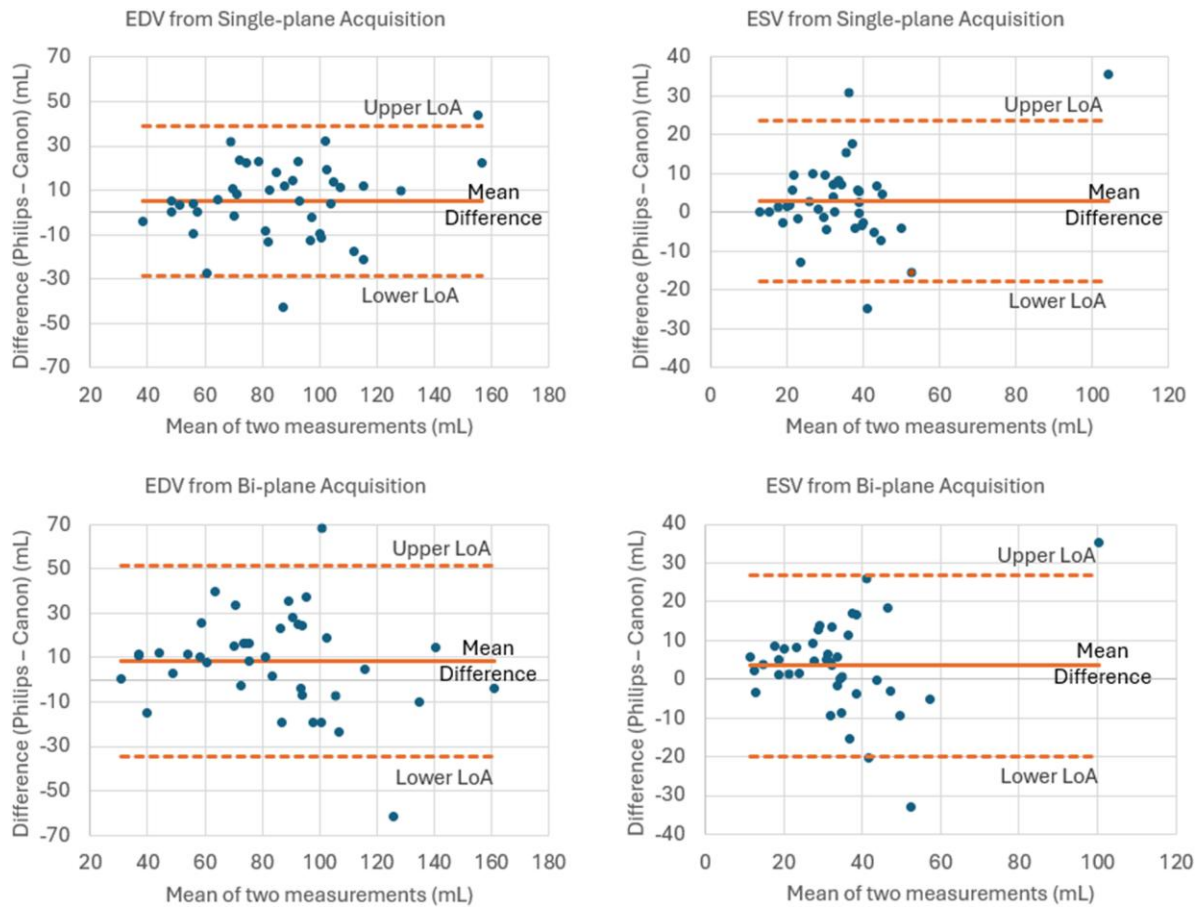 EDV from Single-plane Acquisition
Difference (Philips – Canon) (mL)
70
50
30
10
-10
-30
-50
-70
Upper LoA
Mean
Difference
Lower LoA
20 40 60 80 100 120 140 160 180
Mean of two measurements (mL)
ESV from Single-plane Acquisition
Difference (Philips – Canon) (mL)
40
30
20
10
0
-10
-20
-30
-40
Upper LoA
Mean
Difference
Lower LoA
0 20 40 60 80 100 120
Mean of two measurements (mL)
EDV from Bi-plane Acquisition
Difference (Philips – Canon) (mL)
70
50
30
10
-10
-30
-50
-70
Upper LoA
Mean
Difference
Lower LoA
20 40 60 80 100 120 140 160 180
Mean of two measurements (mL)
ESV from Bi-plane Acquisition
Difference (Philips – Canon) (mL)
40
30
20
10
0
-10
-20
-30
-40
Upper LoA
Mean
Difference
Lower LoA
0 20 40 60 80 100 120
Mean of two measurements (mL)